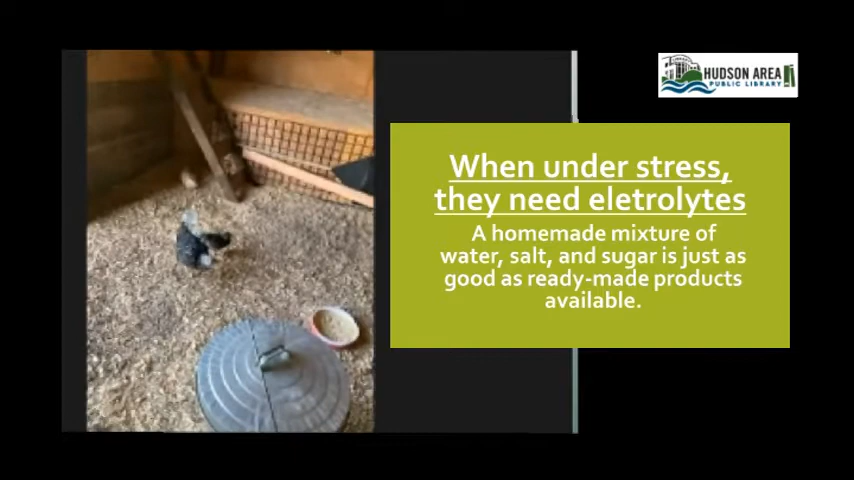 HUDSON AREA
PUBLIC LIBRARY
When under stress,
they need eletrolytes
A homemade mixture of
water, salt, and sugar is just as
good as ready-made products
available.